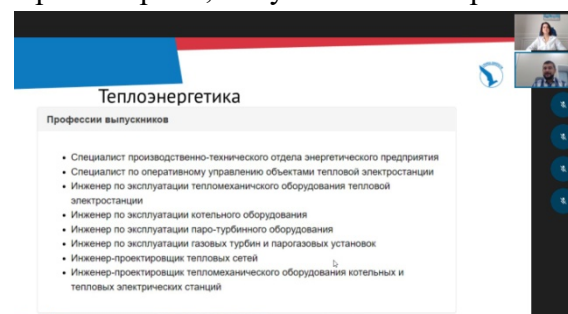 Теплоэнергетика
Профессии выпускников
• Специалист производственно-технического отдела энергетического предприятия
• Специалист по оперативному управлению объектами тепловой электростанции
• Инженер по эксплуатации тепломеханичского оборудования тепловой
электростанции
• Инженер по эксплуатации котельного оборудования
• Инженер по эксплуатации паро-турбинного оборудования
• Инженер по эксплуатации газовых турбин и парогазовых установок
• Инженер-проектировщик тепловых сетей
• Инженер-проектировщик тепломеханического оборудования котельных и
тепловых электрических станций